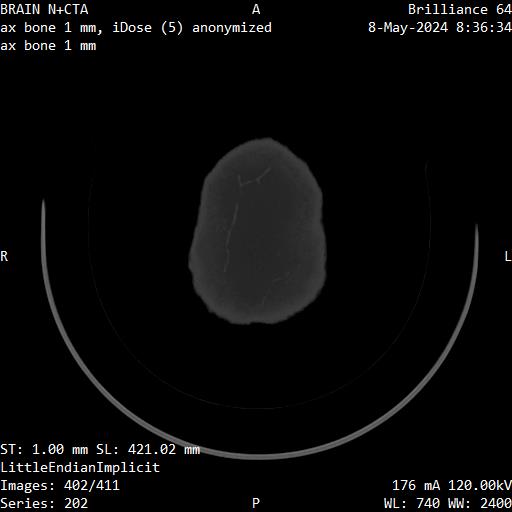 BRAIN N+CTA
A
Brilliance 64
ax bone 1 mm, iDose (5) anonymized
8-May-2024 8:36:34
ax bone 1 mm
R
L
ST: 1.00 mm SL: 421.02 mm
LittleEndianImplicit
Images: 402/411
176 mA 120.00kV
Series: 202
P
WL: 740 WW: 2400